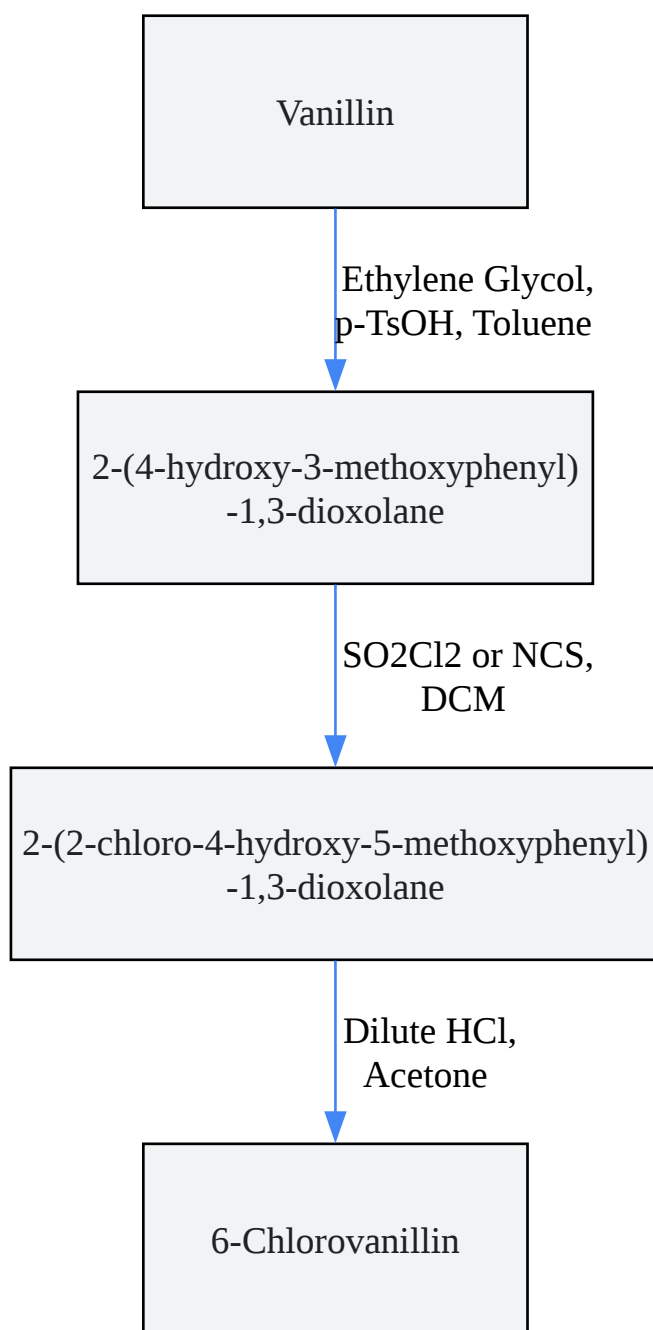 Vanillin
Ethylene Glycol,
p-TsOH, Toluene
2-(4-hydroxy-3-methoxyphenyl)
-1,3-dioxolane
SO2Cl2 or NCS,
DCM
2-(2-chloro-4-hydroxy-5-methoxyphenyl)
-1,3-dioxolane
Dilute HCl,
Acetone
6-Chlorovanillin